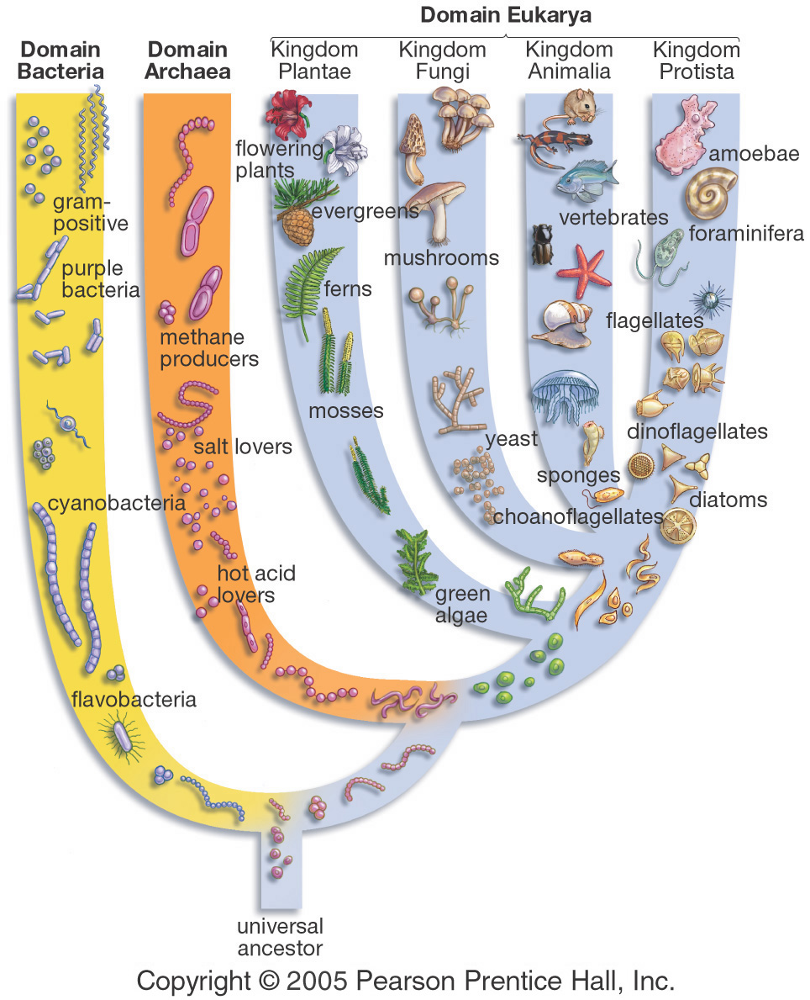 Domain Eukarya
Domain
Bacteria
Domain
Archaea
Kingdom
Plantae
Kingdom
Fungi
Kingdom
Animalia
Kingdom
Protista
gram-
positive
purple
bacteria
cyanobacteria
flavobacteria
methane
producers
salt lovers
hot acid
lovers
flowering
plants
evergreens
ferns
mosses
green
algae
mushrooms
yeast
vertebrates
sponges
choanoflagellates
amoebae
foraminifera
flagellates
dinoflagellates
diatoms
universal
ancestor
Copyright © 2005 Pearson Prentice Hall, Inc.